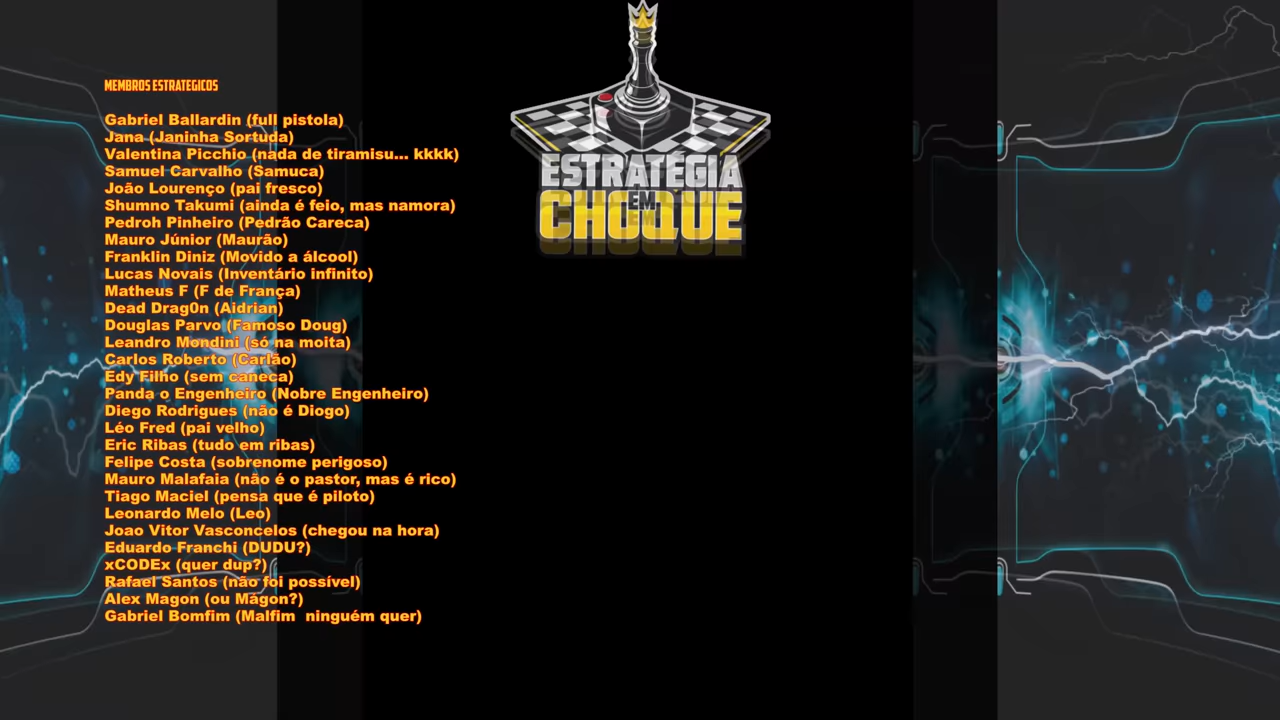 MEMBROS ESTRATEGICOS
Gabriel Ballardin (full pistola)
Jana (Janinha Sortuda)
Valentina Picchio (nada de tiramisu... kkkk)
Samuel Carvalho (Samuca)
João Lourenço (pai fresco)
Shumno Takumi (ainda é feio, mas namora)
Pedroh Pinheiro (Pedrão Careca)
Mauro Júnior (Maurão)
Franklin Diniz (Movido a álcool)
Lucas Novais (Inventário infinito)
Matheus F (F de França)
Dead Drag0n (Aidrian)
Douglas Parvo (Famoso Doug)
Leandro Mondini (só na moita)
Carlos Roberto (Carlão)
Edy Filho (sem caneca)
Panda o Engenheiro (Nobre Engenheiro)
Diego Rodrigues (não é Diogo)
Léo Fred (pai velho)
Eric Ribas (tudo em ribas)
Felipe Costa (sobrenome perigoso)
Mauro Malafaia (não é o pastor, mas é rico)
Tiago Maciel (pensa que é piloto)
Leonardo Melo (Leo)
Joao Vitor Vasconcelos (chegou na hora)
Eduardo Franchi (DUDU?)
xCODEx (quer dup?)
Rafael Santos (não foi possível)
Alex Magon (ou Mágon?)
Gabriel Bomfim (Malfim  ninguém quer)
ESTRATÉGIA
EM
CHOQUE